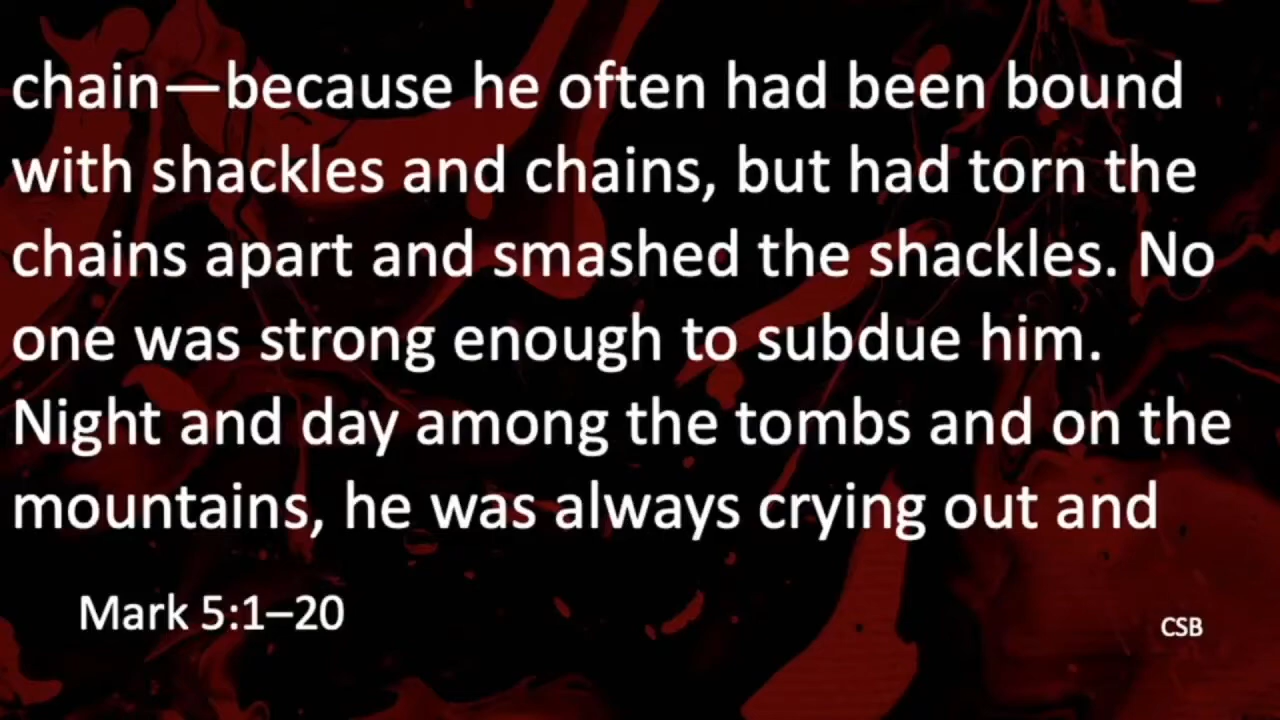 chain—because he often had been bound
with shackles and chains, but had torn the
chains apart and smashed the shackles. No
one was strong enough to subdue him.
Night and day among the tombs and on the
mountains, he was always crying out and
Mark 5:1–20
CSB